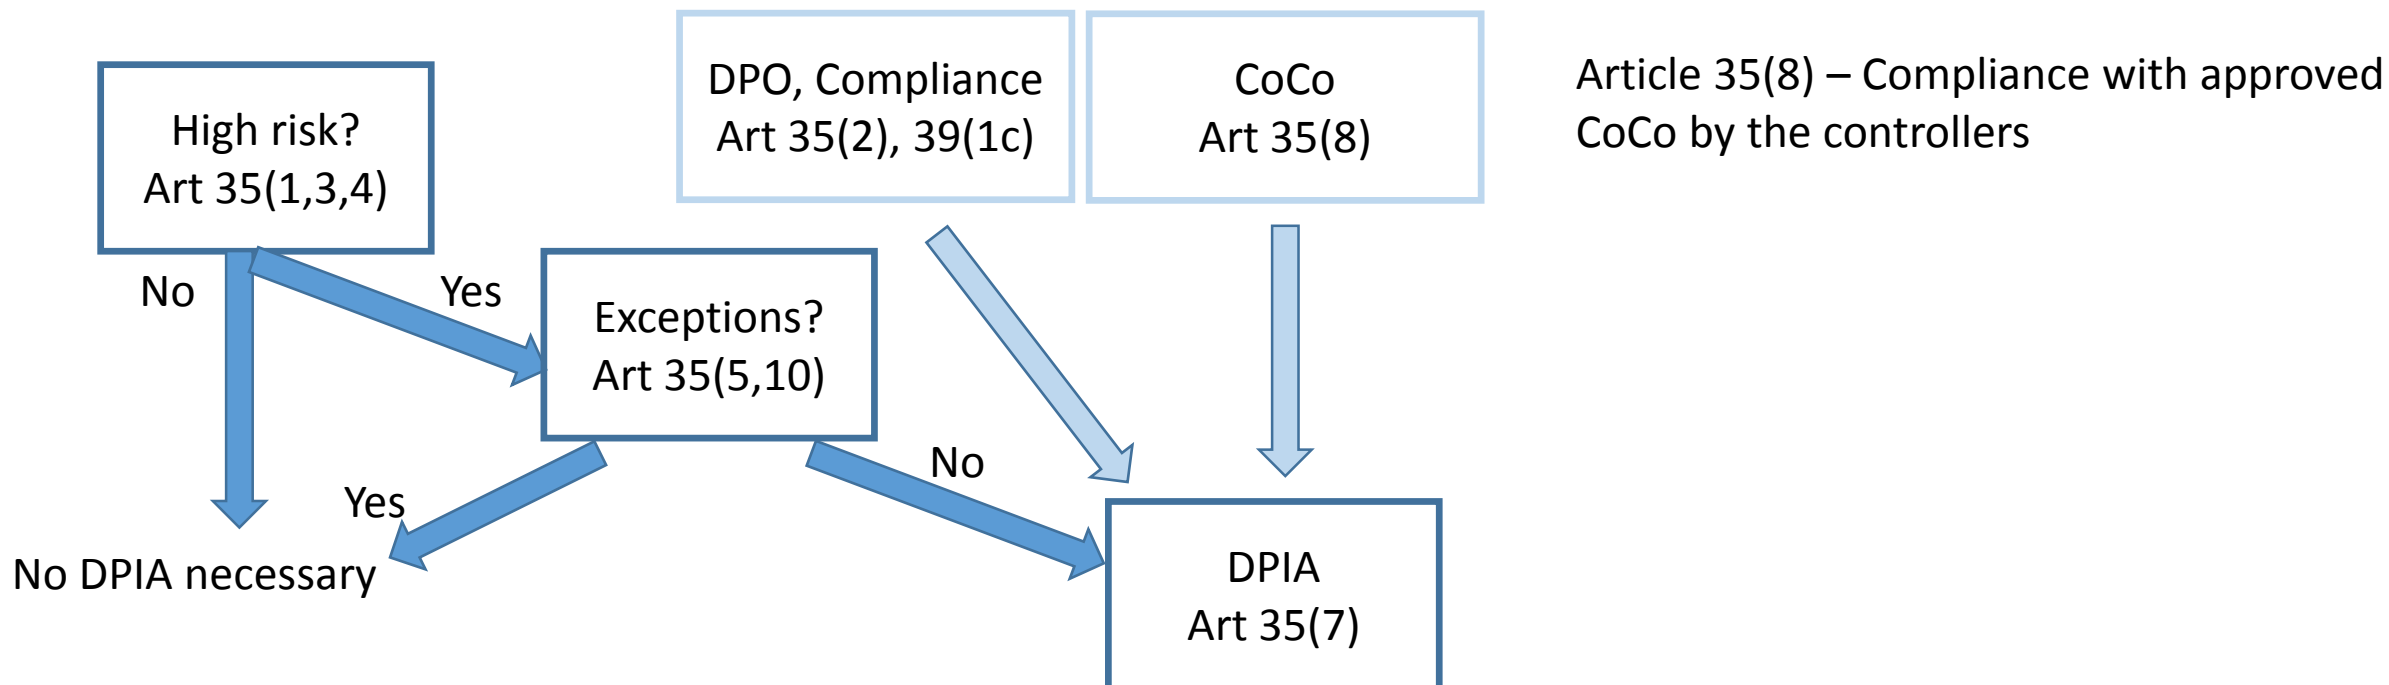 High risk?
Art 35(1,3,4)
DPO, Compliance
Art 35(2), 39(1c)
CoCo
Art 35(8)
Article 35(8) – Compliance with approved
CoCo by the controllers
No
Yes
Exceptions?
Art 35(5,10)
Yes
No
No DPIA necessary
DPIA
Art 35(7)